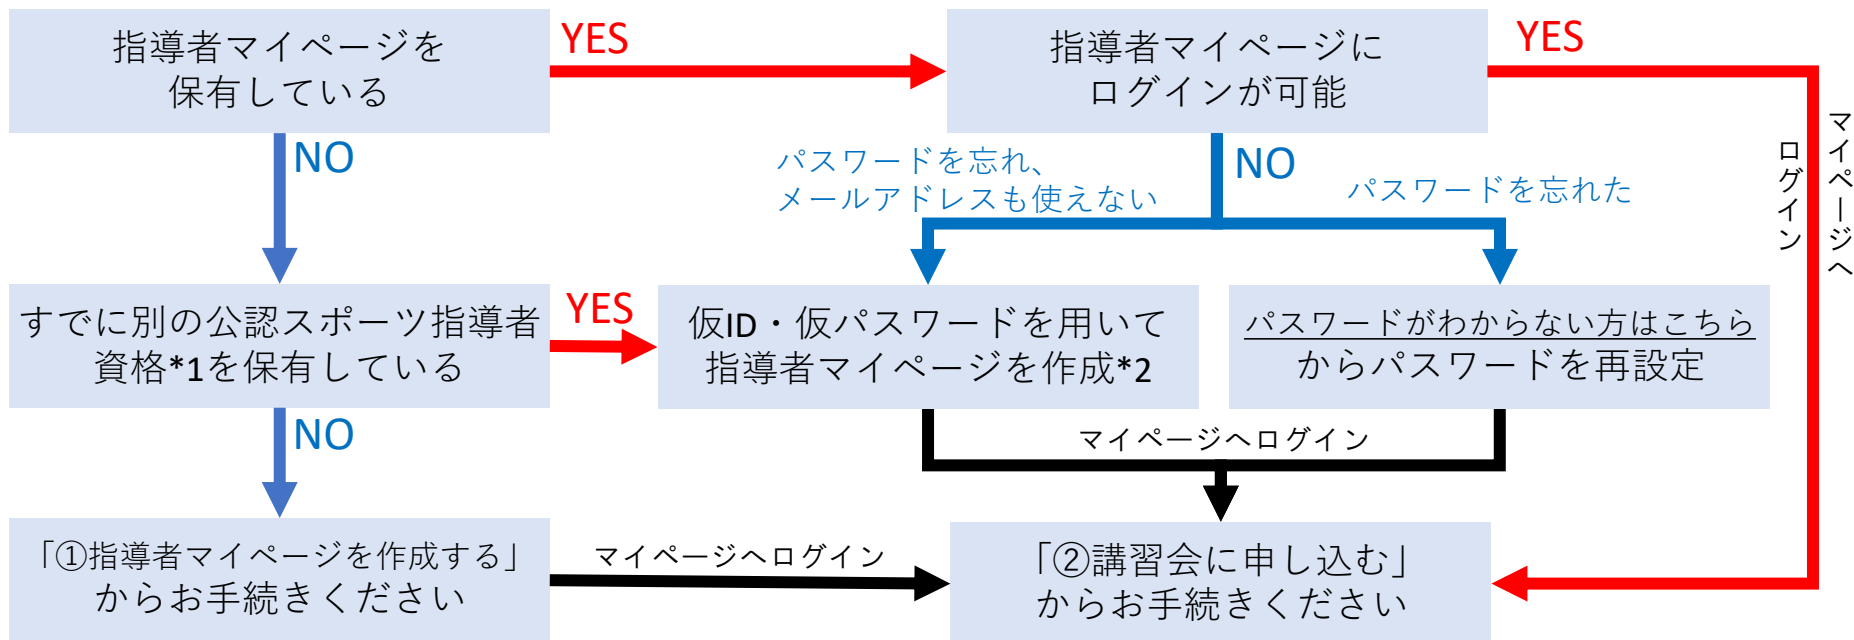 指導者マイページを
保有している
YES
指導者マイページに
ログインが可能
YES
NO
パスワードを忘れ、
メールアドレスも使えない
NO
パスワードを忘れた
マイページへ
ログイン
すでに別の公認スポーツ指導者
資格*1を保有している
YES
仮ID・仮パスワードを用いて
指導者マイページを作成*2
パスワードがわからない方はこちら
からパスワードを再設定
NO
マイページへログイン
「①指導者マイページを作成する」
からお手続きください
マイページへログイン
「②講習会に申し込む」
からお手続きください